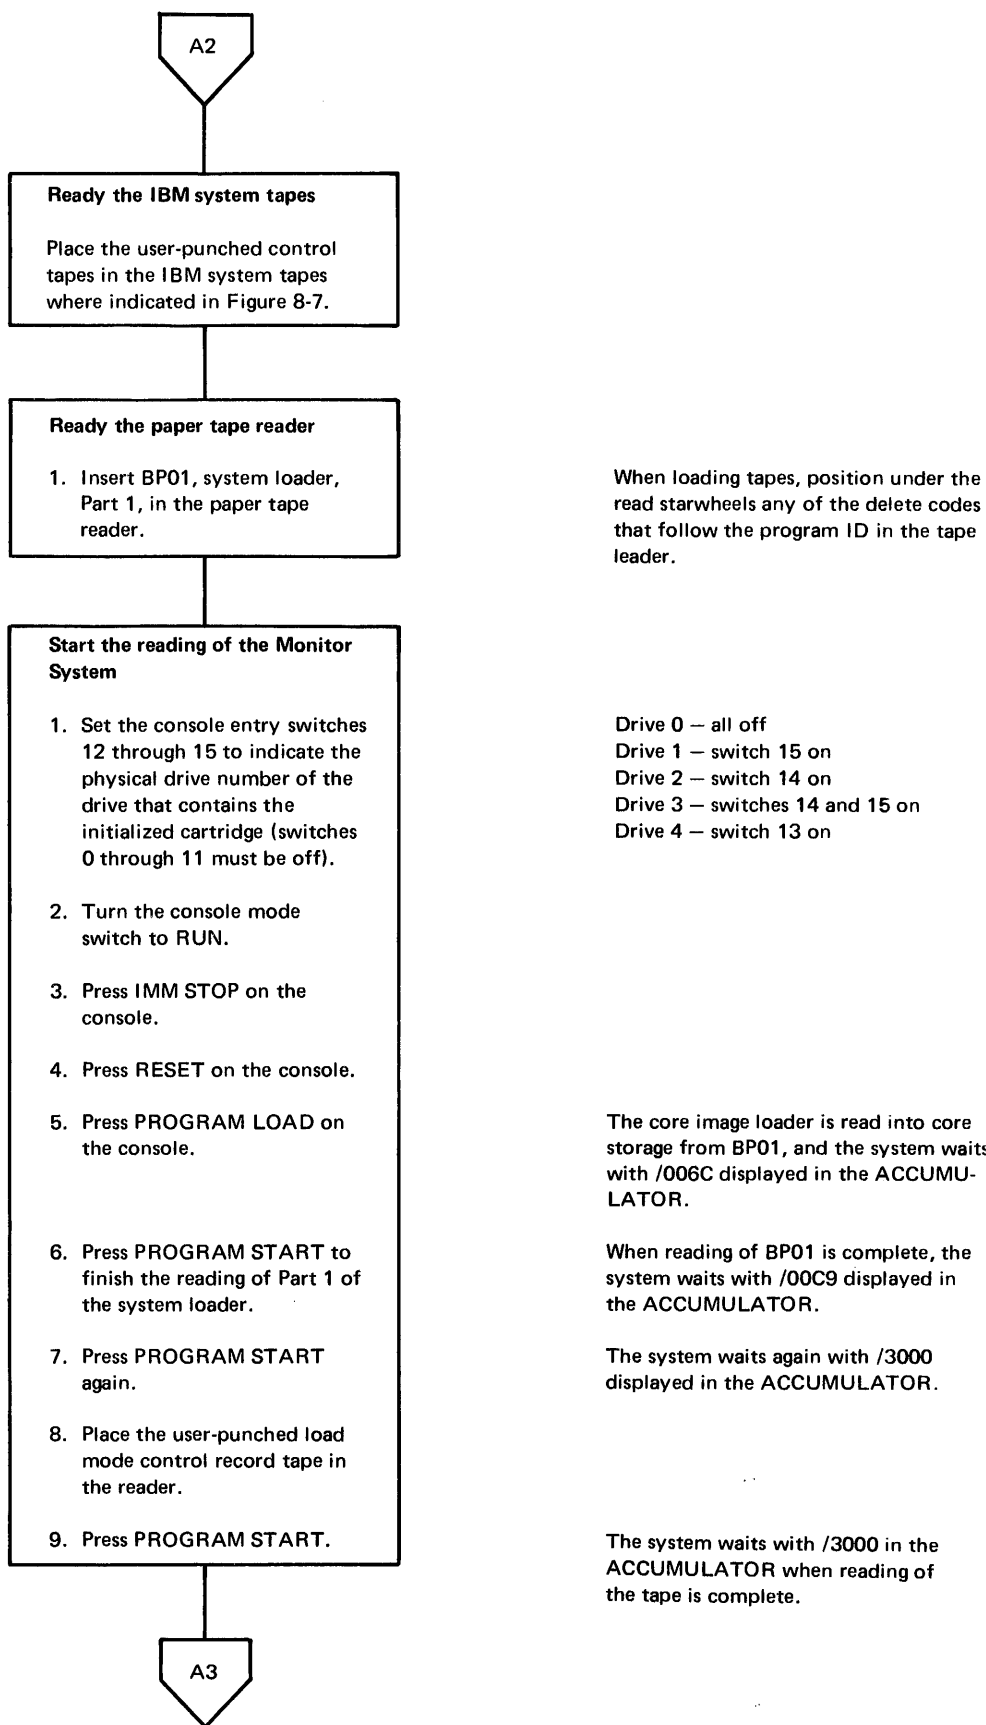 A2
Ready the IBM system tapes
Place the user-punched control
tapes in the IBM system tapes
where indicated in Figure 8-7.
Ready the paper tape reader
1. Insert BP01, system loader,
Part 1, in the paper tape
reader.
When loading tapes, position under the
read starwheels any of the delete codes
that follow the program ID in the tape
leader.
Start the reading of the Monitor
System
1. Set the console entry switches
12 through 15 to indicate the
physical drive number of the
drive that contains the
initialized cartridge (switches
0 through 11 must be off).
Drive 0 — all off
Drive 1 — switch 15 on
Drive 2 — switch 14 on
Drive 3 — switches 14 and 15 on
Drive 4 — switch 13 on
2. Turn the console mode
switch to RUN.
3. Press IMM STOP on the
console.
4. Press RESET on the console.
5. Press PROGRAM LOAD on
the console.
The core image loader is read into core
storage from BP01, and the system waits
with /006C displayed in the ACCUMU-
LATOR.
6. Press PROGRAM START to
finish the reading of Part 1 of
the system loader.
When reading of BP01 is complete, the
system waits with /00C9 displayed in
the ACCUMULATOR.
7. Press PROGRAM START
again.
The system waits again with /3000
displayed in the ACCUMULATOR.
8. Place the user-punched load
mode control record tape in
the reader.
9. Press PROGRAM START.
The system waits with /3000 in the
ACCUMULATOR when reading of
the tape is complete.
A3